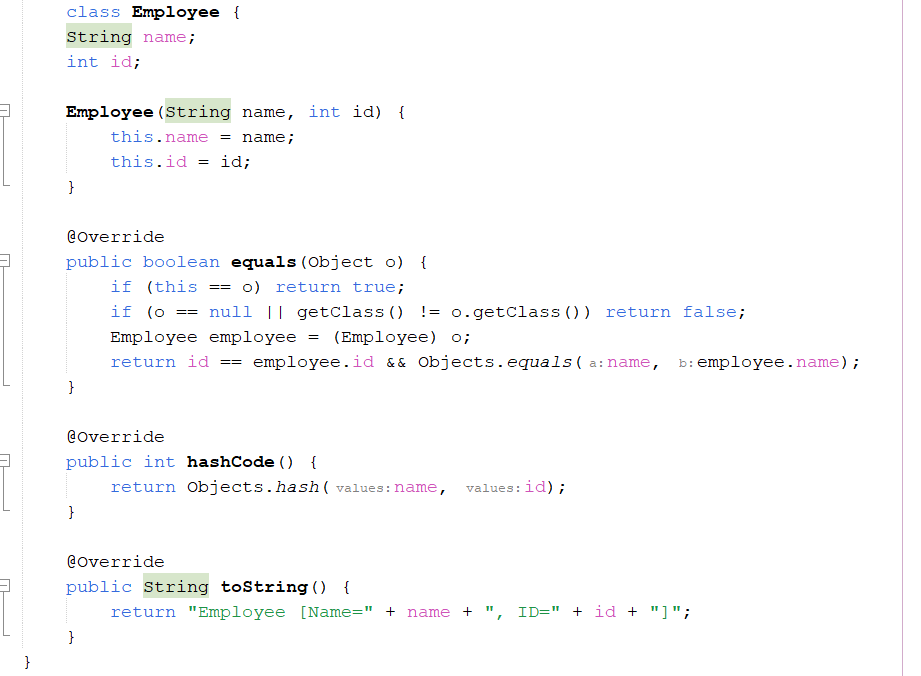 class Employee {
String name;
int id;
Employee(String name, int id) {
this.name = name;
this.id = id;
}
@Override
public boolean equals(Object o) {
if (this == o) return true;
if (o == null || getClass() != o.getClass()) return false;
Employee employee = (Employee) o;
return id == employee.id && Objects.equals( a: name, b: employee.name);
}
@Override
public int hashCode() {
return Objects.hash( values: name, values: id);
}
@Override
public String toString() {
return "Employee [Name=" + name + ", ID=" + id + "]";
}
}